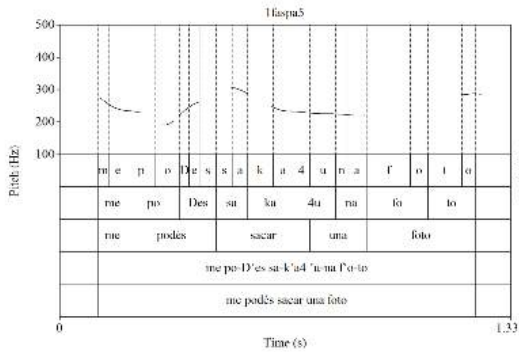 1faspa5
500
400
300
200
100
Pitch (Hz)
m e p o D e s s a k a 4 u n a f o t o
me po Des sa ka 4u na fo to
me podés sacar una foto
me po-D'es sa-k'a4 'u-na f'o-to
me podés sacar una foto
0 1.33
Time (s)